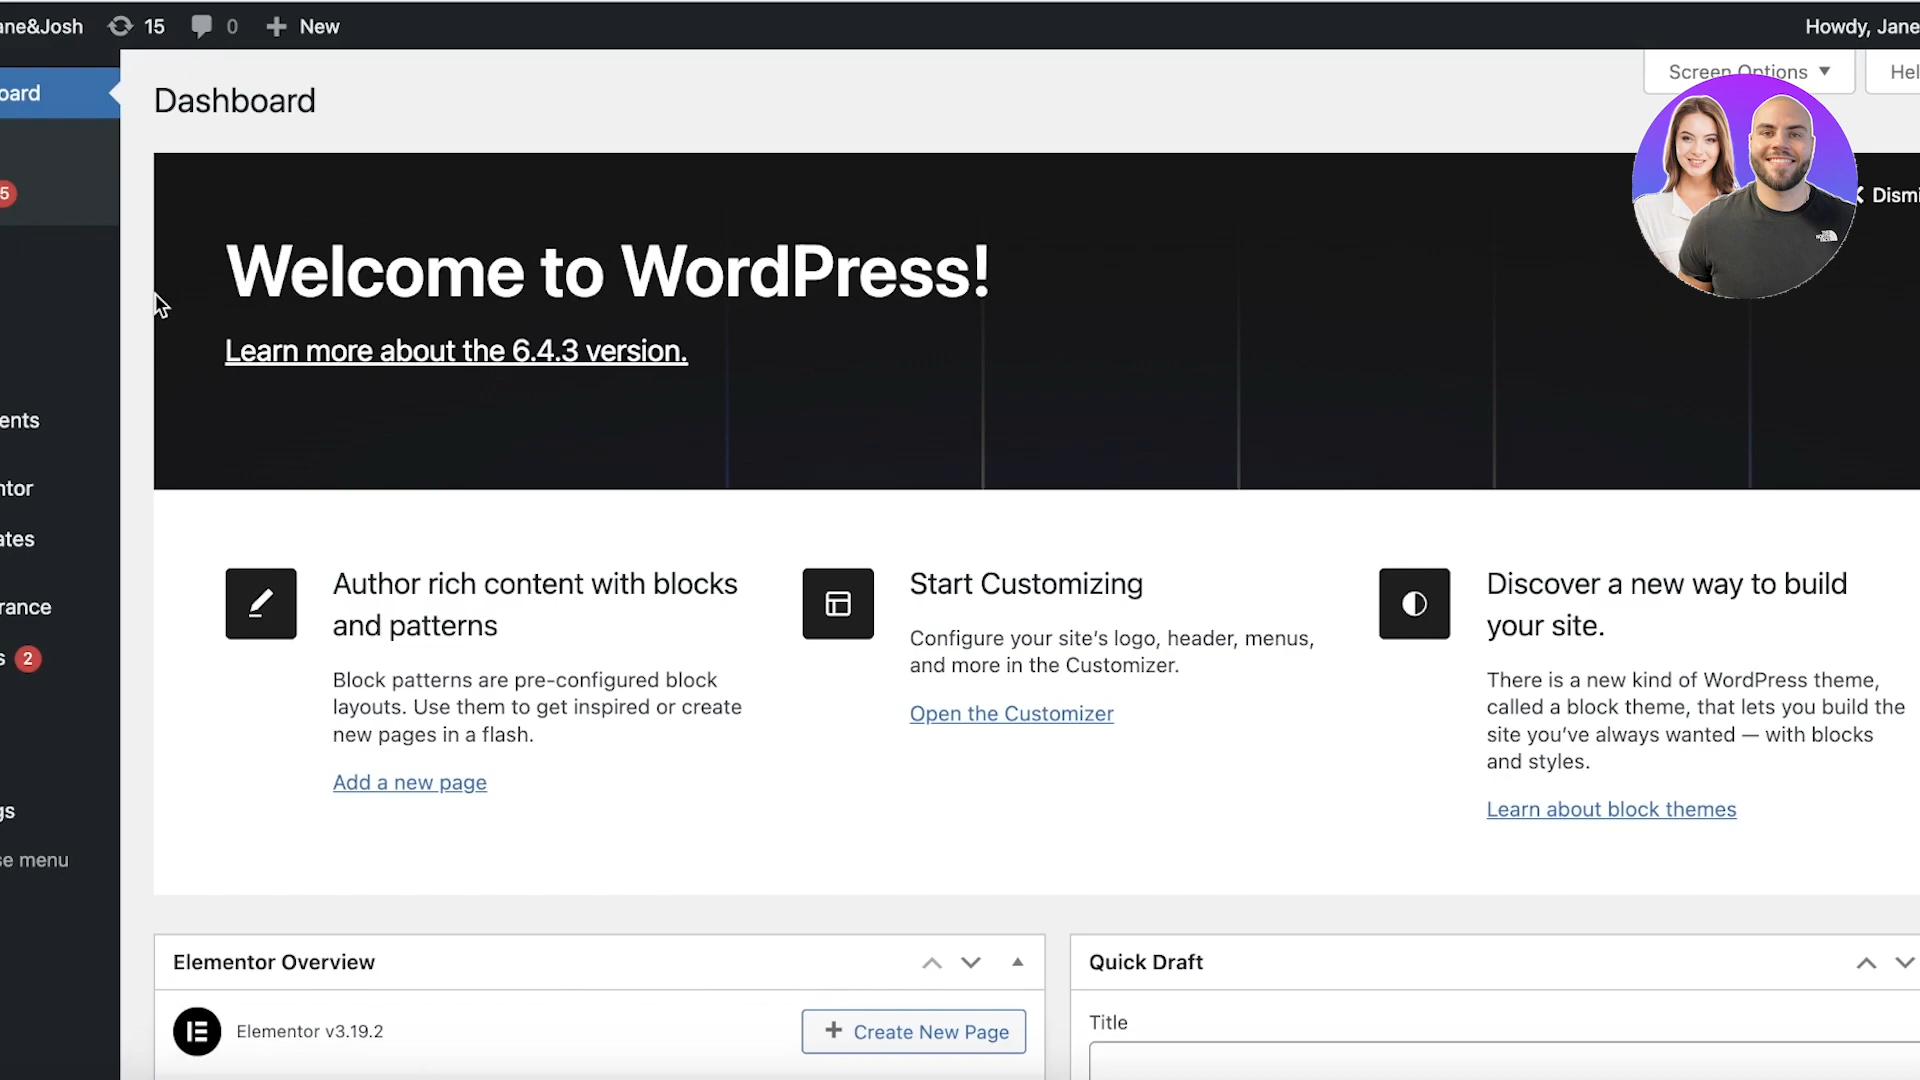 ane&Josh 15 0 New Howdy, Jane
oard
Dashboard
Screen Options Hel
5
Dismi
Welcome to WordPress!
Learn more about the 6.4.3 version.
ents
ntor
ates
rance
s 2
gs
se menu
Author rich content with blocks
and patterns
Block patterns are pre-configured block
layouts. Use them to get inspired or create
new pages in a flash.
Add a new page
Start Customizing
Configure your site's logo, header, menus,
and more in the Customizer.
Open the Customizer
Discover a new way to build
your site.
There is a new kind of WordPress theme,
called a block theme, that lets you build the
site you've always wanted — with blocks
and styles.
Learn about block themes
Elementor Overview
Elementor v3.19.2
Create New Page
Quick Draft
Title